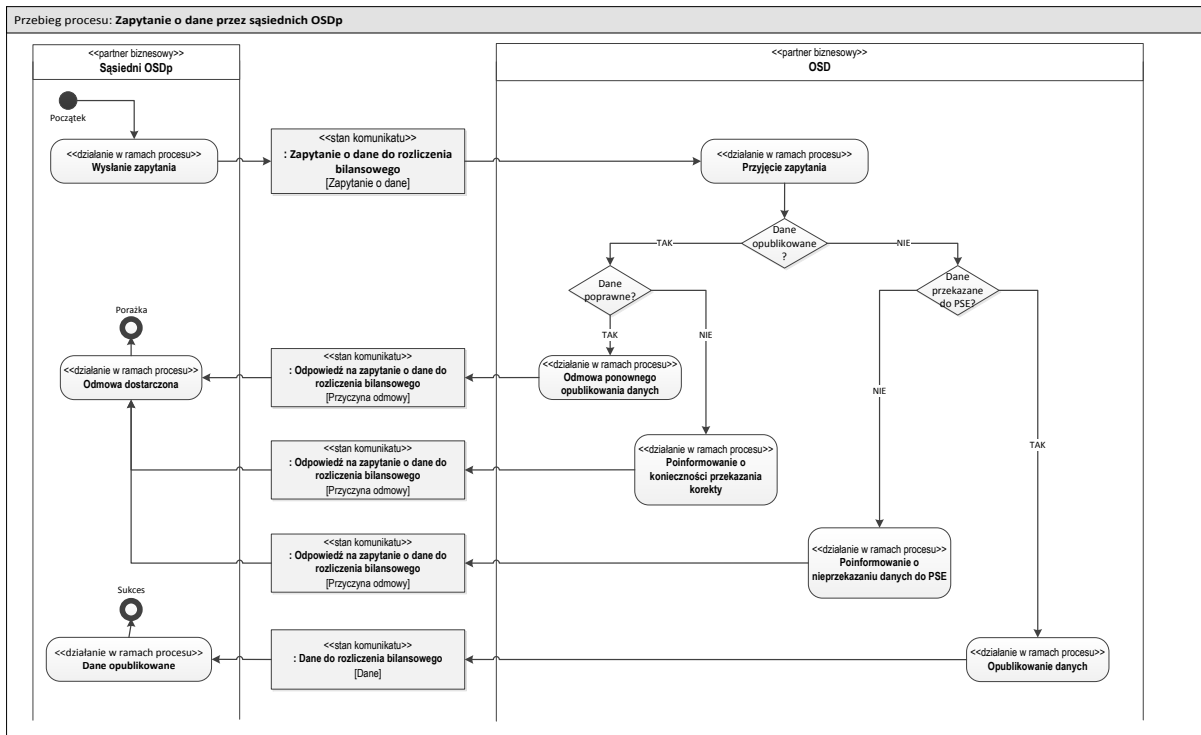 Przebieg procesu: Zapytanie o dane przez sąsiednich OSDp
<<partner biznesowy>>
Sąsiedni OSDp
<<partner biznesowy>>
OSD
Początek
<<działanie w ramach procesu>>
Wysłanie zapytania
<<stan komunikatu>>
: Zapytanie o dane do rozliczenia
bilansowego
[Zapytanie o dane]
<<działanie w ramach procesu>>
Przyjęcie zapytania
Dane
opublikowane
?
TAK
NIE
Dane
poprawne?
Dane
przekazane
do PSE?
TAK
NIE
NIE
TAK
Porażka
<<działanie w ramach procesu>>
Odmowa dostarczona
<<stan komunikatu>>
: Odpowiedź na zapytanie o dane do
rozliczenia bilansowego
[Przyczyna odmowy]
<<działanie w ramach procesu>>
Odmowa ponownego
opublikowania danych
<<stan komunikatu>>
: Odpowiedź na zapytanie o dane do
rozliczenia bilansowego
[Przyczyna odmowy]
<<działanie w ramach procesu>>
Poinformowanie o
konieczności przekazania
korekty
<<stan komunikatu>>
: Odpowiedź na zapytanie o dane do
rozliczenia bilansowego
[Przyczyna odmowy]
<<działanie w ramach procesu>>
Poinformowanie o
nieprzekazaniu danych do PSE
Sukces
<<działanie w ramach procesu>>
Dane opublikowane
<<stan komunikatu>>
: Dane do rozliczenia bilansowego
[Dane]
<<działanie w ramach procesu>>
Opublikowanie danych